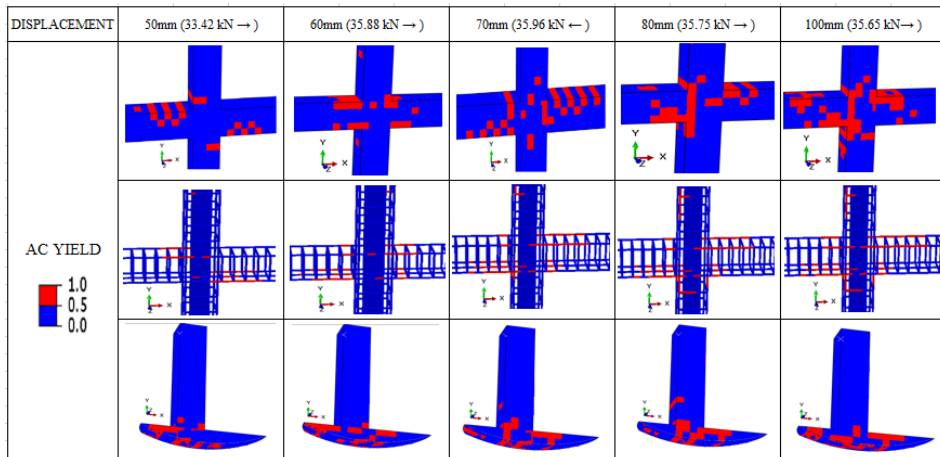 DISPLACEMENT 50mm (33.42 kN → ) 60mm (35.88 kN → ) 70mm (35.96 kN ← ) 80mm (35.75 kN → ) 100mm (35.65 kN → )
Y X Z
Y X Z
Y X Z
Y X Z
Y X Z
AC YIELD
1.0
0.5
0.0
Y X Z
Y X Z
Y X Z
Y X Z
Y X Z
Y X Z
Y X Z
Y X Z
Y X Z
Y X Z